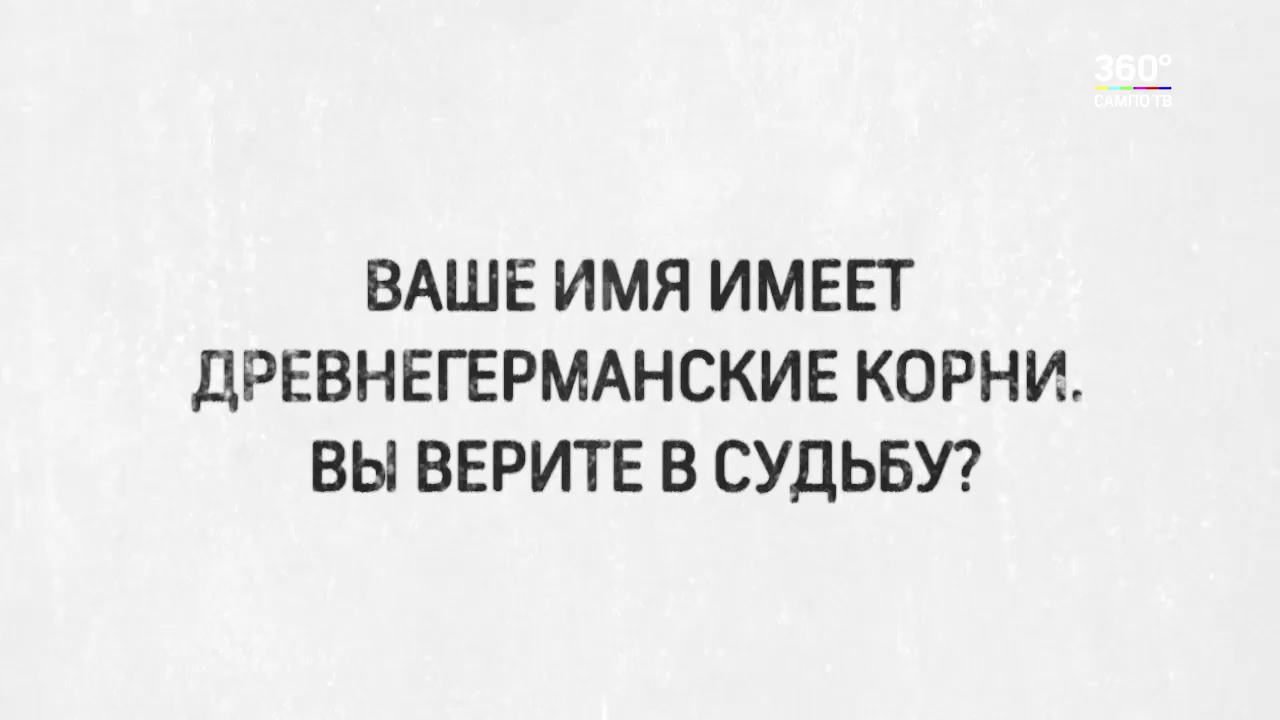 360°
САМПО ТВ
ВАШЕ ИМЯ ИМЕЕТ
ДРЕВНЕГЕРМАНСКИЕ КОРНИ.
ВЫ ВЕРИТЕ В СУДЬБУ?